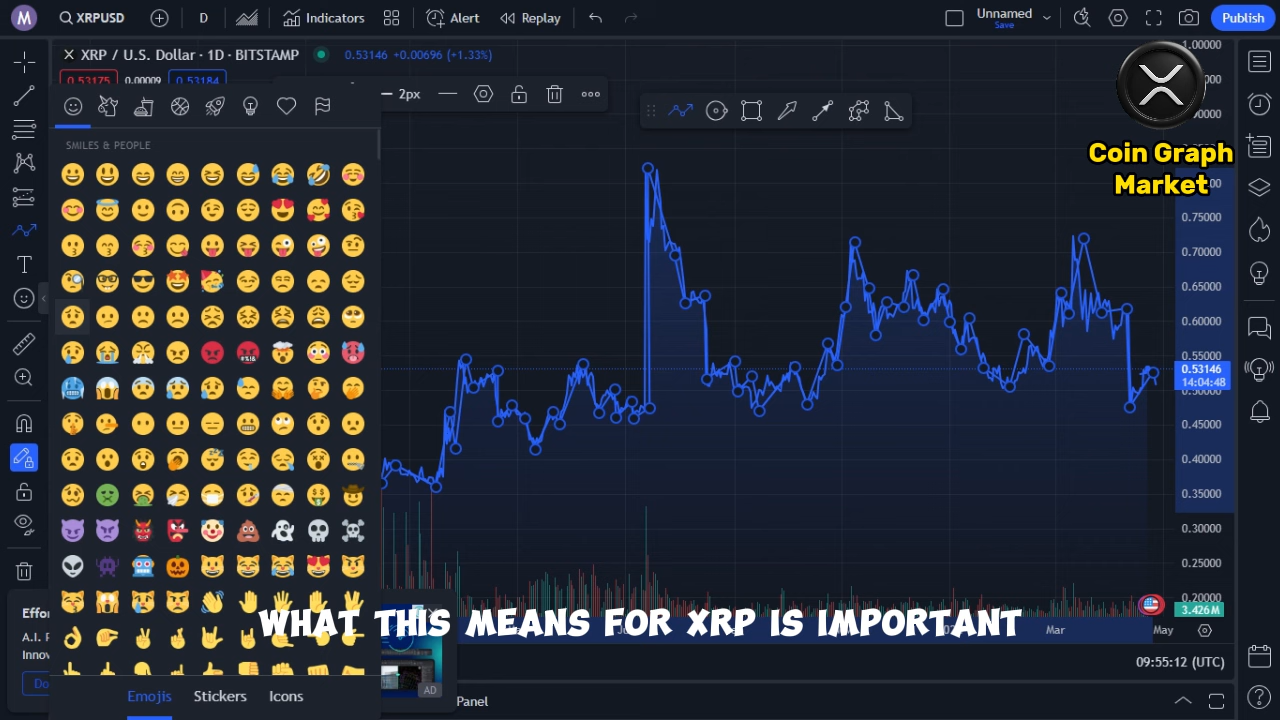 M
XRPUSD
D
Indicators
Alert
Replay
Unnamed
Save
Publish
XRP / U.S. Dollar · 1D · BITSTAMP
0.53146 +0.00696 (+1.33%)
0.53175 0.00009 0.53184
2px
SMILES & PEOPLE
Coin Graph
Market
1.00000
0.75000
0.70000
0.65000
0.60000
0.55000
0.53146
14:04:48
0.50000
0.45000
0.40000
0.35000
0.30000
0.25000
0.20000
3.426M
WHAT THIS MEANS FOR XRP IS IMPORTANT
Mar
May
09:55:12 (UTC)
A.I.
AD
Emojis
Stickers
Icons
Panel